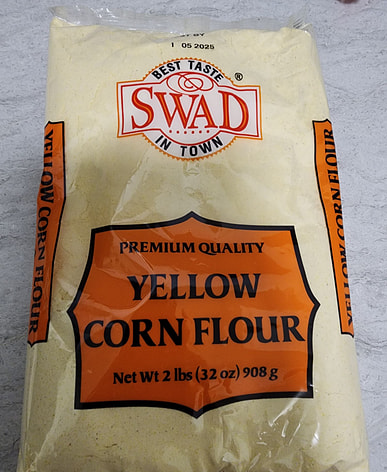 BY
1 05 2025
BEST TASTE
SWAD®
IN TOWN
YELLOW CORN FLOUR
YELLOW CORN FLOUR
PREMIUM QUALITY
YELLOW
CORN FLOUR
Net Wt 2 lbs (32 oz) 908 g